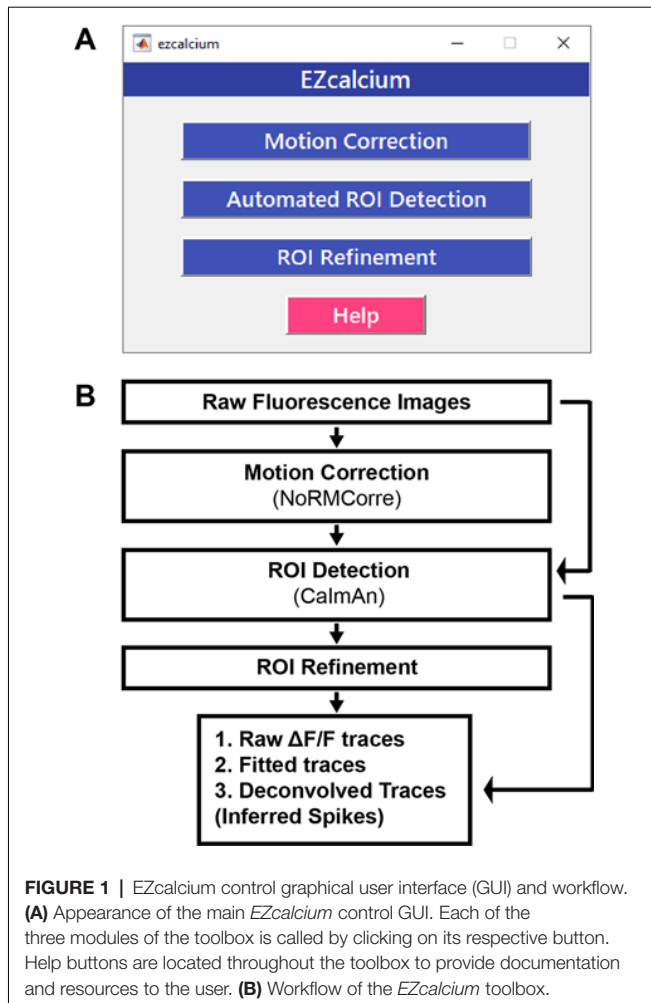 A
ezcalcium
EZcalcium
Motion Correction
Automated ROI Detection
ROI Refinement
Help
B
Raw Fluorescence Images
Motion Correction
(NoRMCorre)
ROI Detection
(CaImAn)
ROI Refinement
1. Raw ΔF/F traces
2. Fitted traces
3. Deconvolved Traces
(Inferred Spikes)
FIGURE 1 | EZcalcium control graphical user interface (GUI) and workflow.
(A) Appearance of the main EZcalcium control GUI. Each of the
three modules of the toolbox is called by clicking on its respective button.
Help buttons are located throughout the toolbox to provide documentation
and resources to the user. (B) Workflow of the EZcalcium toolbox.